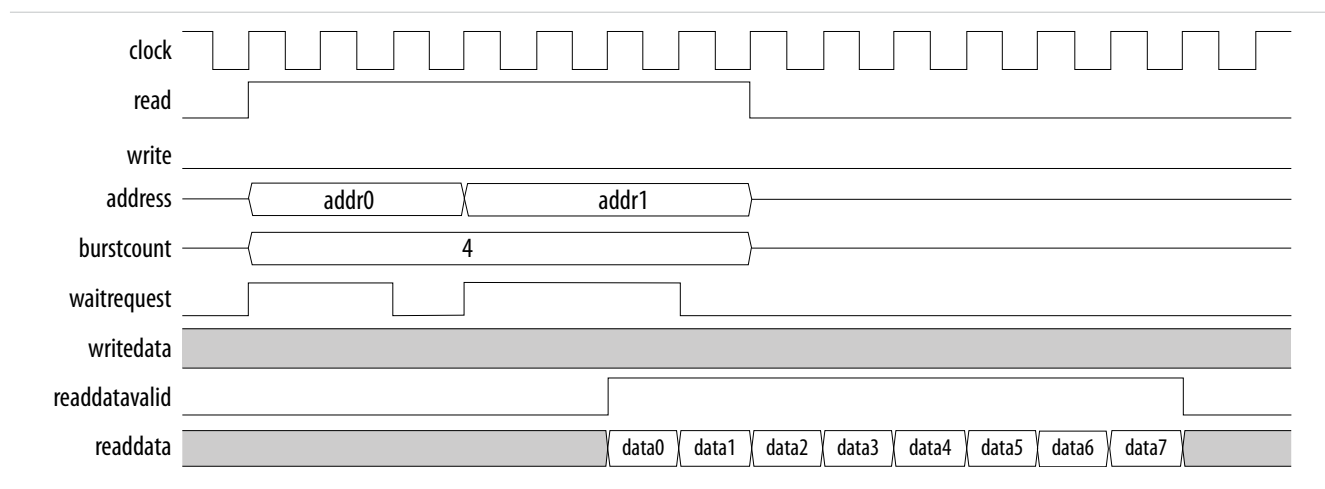 clock
read
write
address addr0 addr1
burstcount 4
waitrequest
writedata
readdatavalid
readdata data0 data1 data2 data3 data4 data5 data6 data7